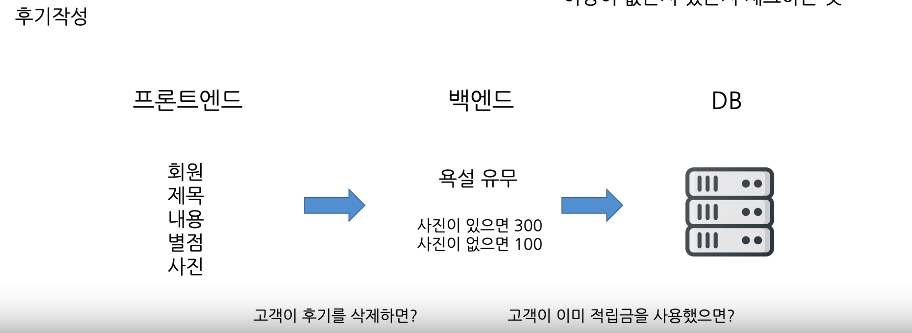 후기작성
프론트엔드
백엔드
DB
회원
제목
내용
별점
사진
욕설 유무
사진이 있으면 300
사진이 없으면 100
고객이 후기를 삭제하면?
고객이 이미 적립금을 사용했으면?